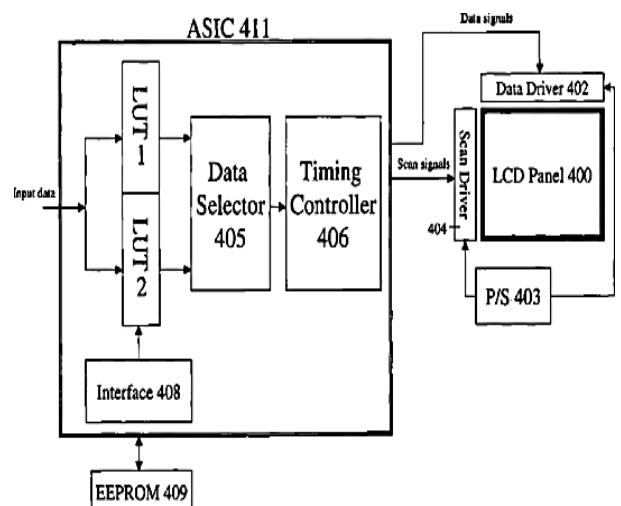 ASIC 411
Data signals
Data Driver 402
LUT 1
LUT 2
Data
Selector
405
Timing
Controller
406
Scan signals
Scan Driver
404
LCD Panel 400
Input data
P/S 403
Interface 408
EEPROM 409